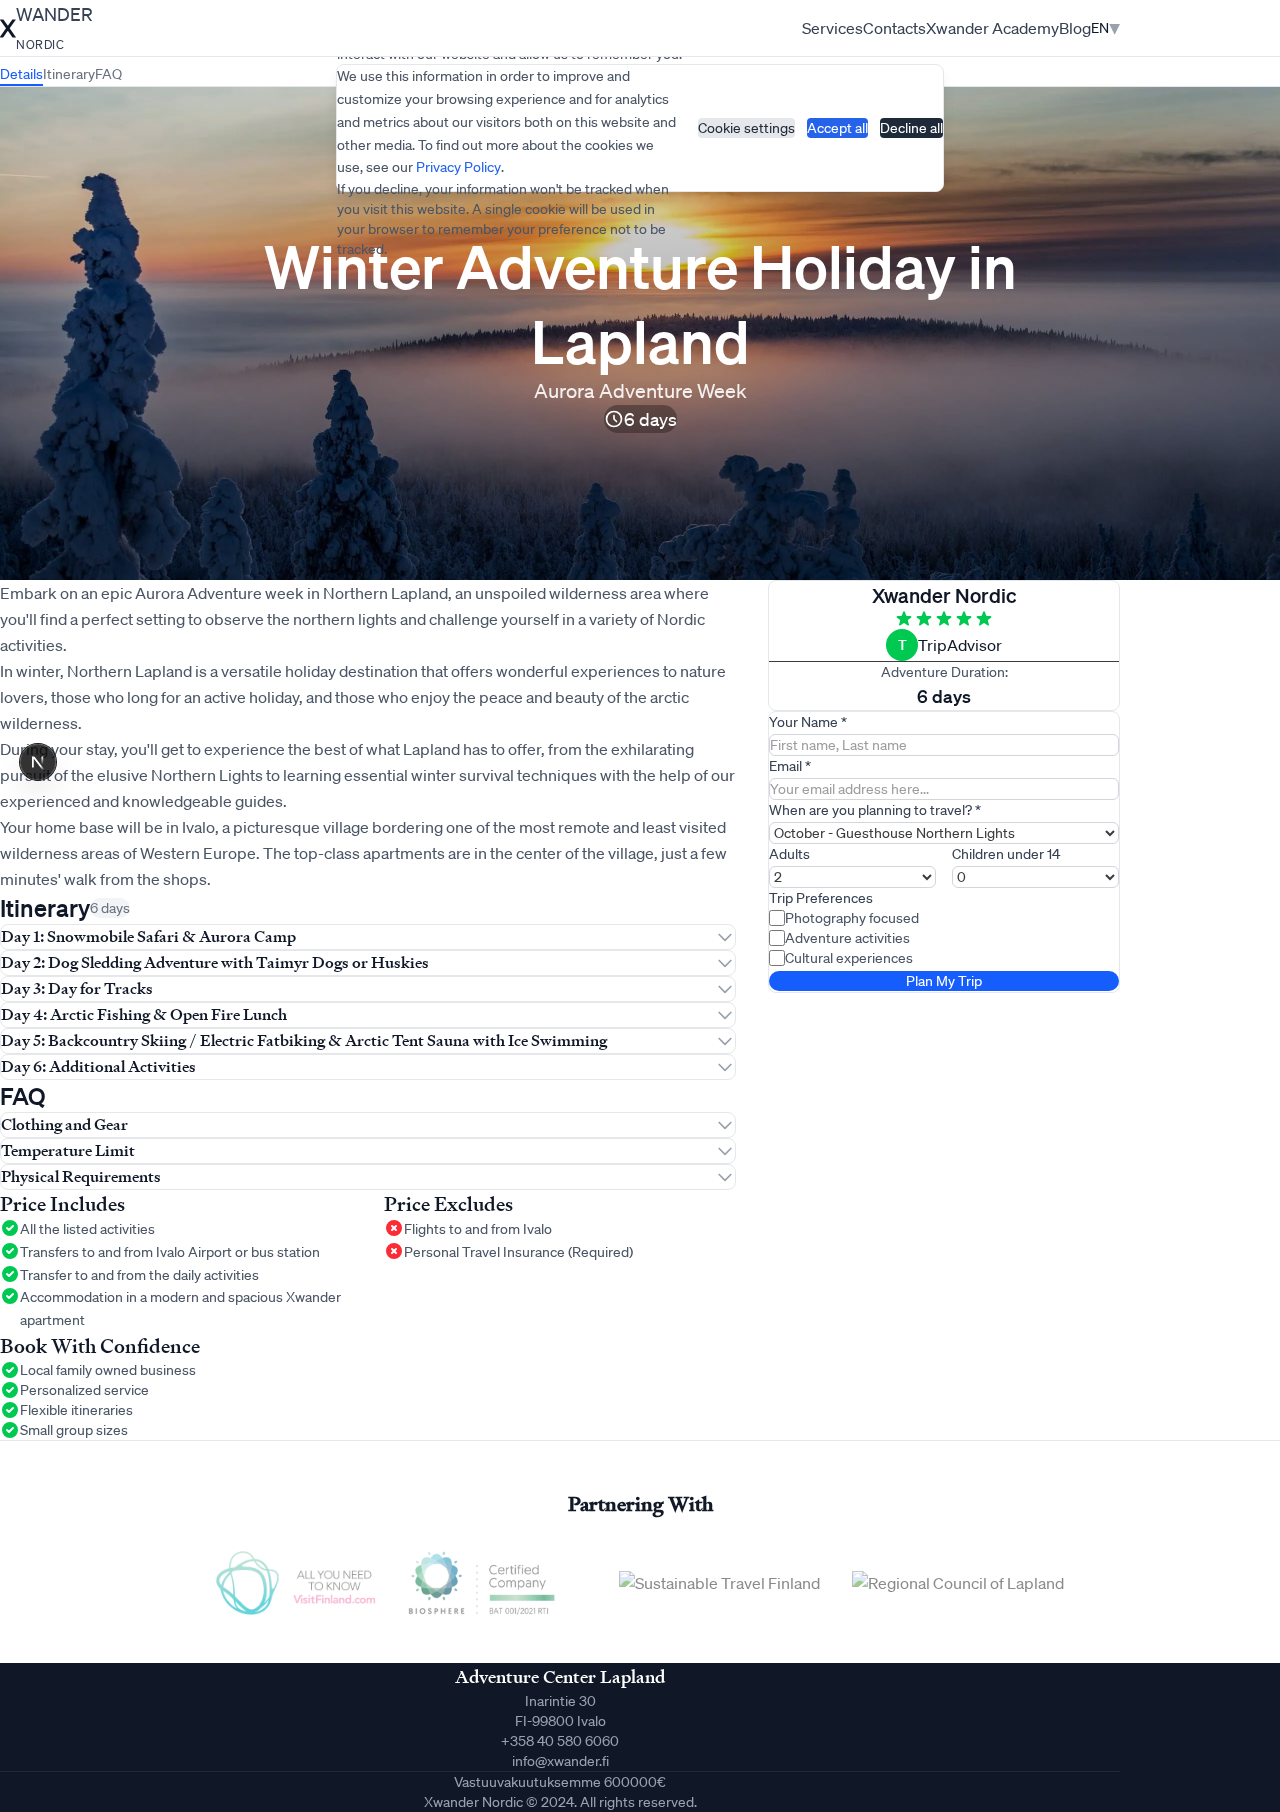 X WANDER
NORDIC
Services Contacts Xwander Academy Blog EN
Details Itinerary FAQ
interact with our website and allow us to remember you.
We use this information in order to improve and
customize your browsing experience and for analytics
and metrics about our visitors both on this website and
other media. To find out more about the cookies we
use, see our Privacy Policy.
If you decline, your information won't be tracked when
you visit this website. A single cookie will be used in
your browser to remember your preference not to be
tracked.
Cookie settings Accept all Decline all
Winter Adventure Holiday in
Lapland
Aurora Adventure Week
6 days
Embark on an epic Aurora Adventure week in Northern Lapland, an unspoiled wilderness area where
you'll find a perfect setting to observe the northern lights and challenge yourself in a variety of Nordic
activities.
In winter, Northern Lapland is a versatile holiday destination that offers wonderful experiences to nature
lovers, those who long for an active holiday, and those who enjoy the peace and beauty of the arctic
wilderness.
During your stay, you'll get to experience the best of what Lapland has to offer, from the exhilarating
pursuit of the elusive Northern Lights to learning essential winter survival techniques with the help of our
experienced and knowledgeable guides.
Your home base will be in Ivalo, a picturesque village bordering one of the most remote and least visited
wilderness areas of Western Europe. The top-class apartments are in the center of the village, just a few
minutes' walk from the shops.
N
Itinerary 6 days
Day 1: Snowmobile Safari & Aurora Camp
Day 2: Dog Sledding Adventure with Taimyr Dogs or Huskies
Day 3: Day for Tracks
Day 4: Arctic Fishing & Open Fire Lunch
Day 5: Backcountry Skiing / Electric Fatbiking & Arctic Tent Sauna with Ice Swimming
Day 6: Additional Activities
FAQ
Clothing and Gear
Temperature Limit
Physical Requirements
Price Includes
All the listed activities
Transfers to and from Ivalo Airport or bus station
Transfer to and from the daily activities
Accommodation in a modern and spacious Xwander
apartment
Price Excludes
Flights to and from Ivalo
Personal Travel Insurance (Required)
Book With Confidence
Local family owned business
Personalized service
Flexible itineraries
Small group sizes
Xwander Nordic
T TripAdvisor
Adventure Duration:
6 days
Your Name *
First name, Last name
Email *
Your email address here...
When are you planning to travel? *
October - Guesthouse Northern Lights
Adults Children under 14
2 0
Trip Preferences
Photography focused
Adventure activities
Cultural experiences
Plan My Trip
Partnering With
ALL YOU NEED
TO KNOW
VisitFinland.com
BIOSPHERE
Certified
Company
BAT 001/2021 RTI
Sustainable Travel Finland
Regional Council of Lapland
Adventure Center Lapland
Inarintie 30
FI-99800 Ivalo
+358 40 580 6060
info@xwander.fi
Vastuuvakuutuksemme 600000€
Xwander Nordic © 2024. All rights reserved.